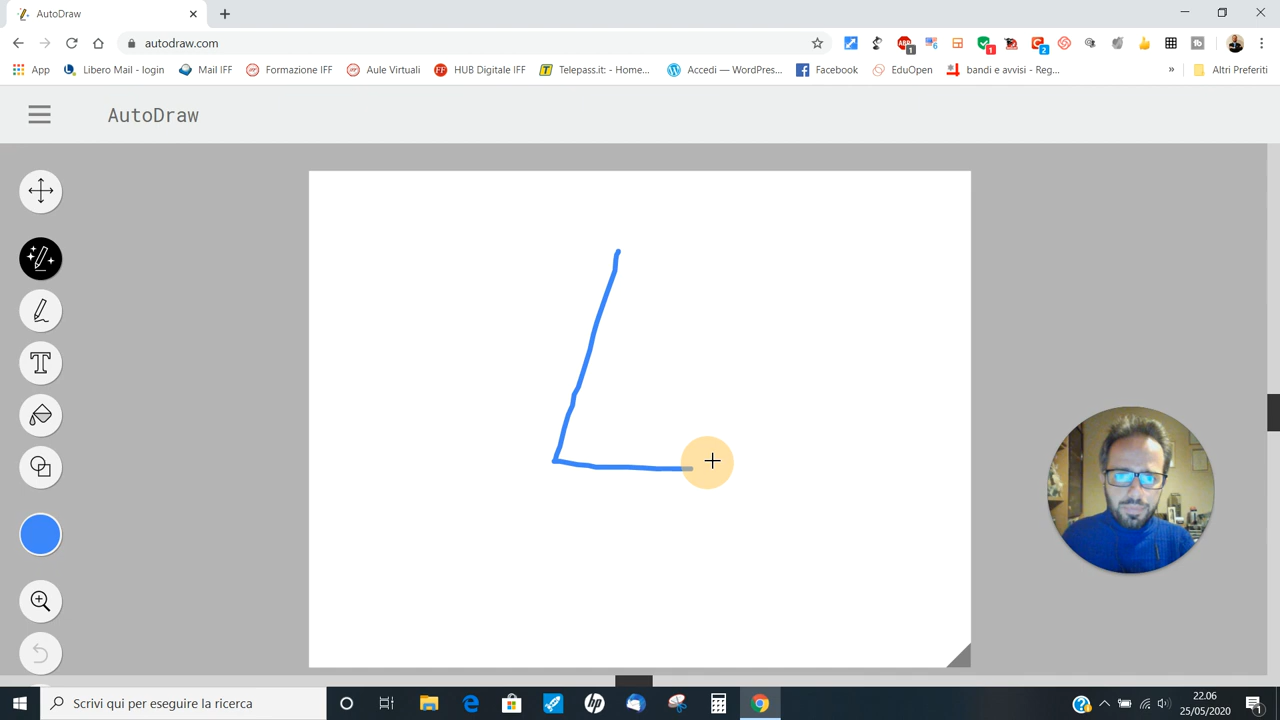 AutoDraw
autodraw.com
App
Libero Mail - login
Mail IFF
Formazione IFF
Aule Virtuali
HUB Digitale IFF
Telepass.it: - Home...
Accedi — WordPres...
Facebook
EduOpen
bandi e avvisi - Reg...
»
Altri Preferiti
AutoDraw
Scrivi qui per eseguire la ricerca
22.06
25/05/2020